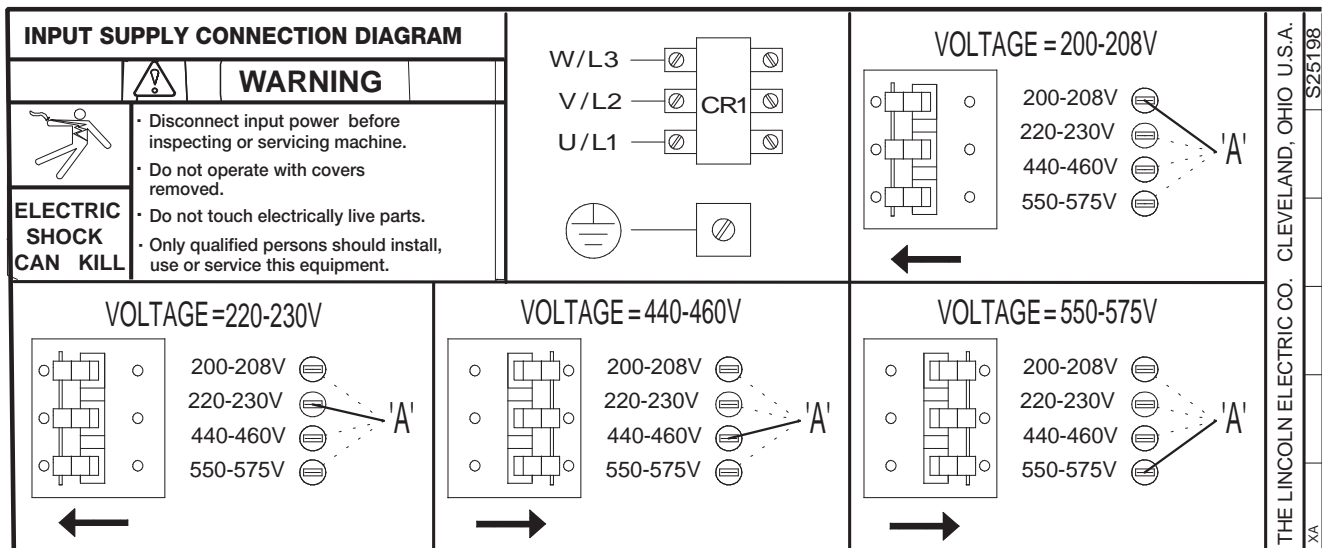 INPUT SUPPLY CONNECTION DIAGRAM
WARNING
ELECTRIC
SHOCK
CAN KILL
· Disconnect input power before
inspecting or servicing machine.
· Do not operate with covers
removed.
· Do not touch electrically live parts.
· Only qualified persons should install,
use or service this equipment.
W/L3
V/L2
U/L1
CR1
VOLTAGE = 200-208V
200-208V
220-230V
440-460V
550-575V
'A'
VOLTAGE = 220-230V
200-208V
220-230V
440-460V
550-575V
'A'
VOLTAGE = 440-460V
200-208V
220-230V
440-460V
550-575V
'A'
VOLTAGE = 550-575V
200-208V
220-230V
440-460V
550-575V
'A'
THE LINCOLN ELECTRIC CO. CLEVELAND, OHIO U.S.A.
S25198
XA